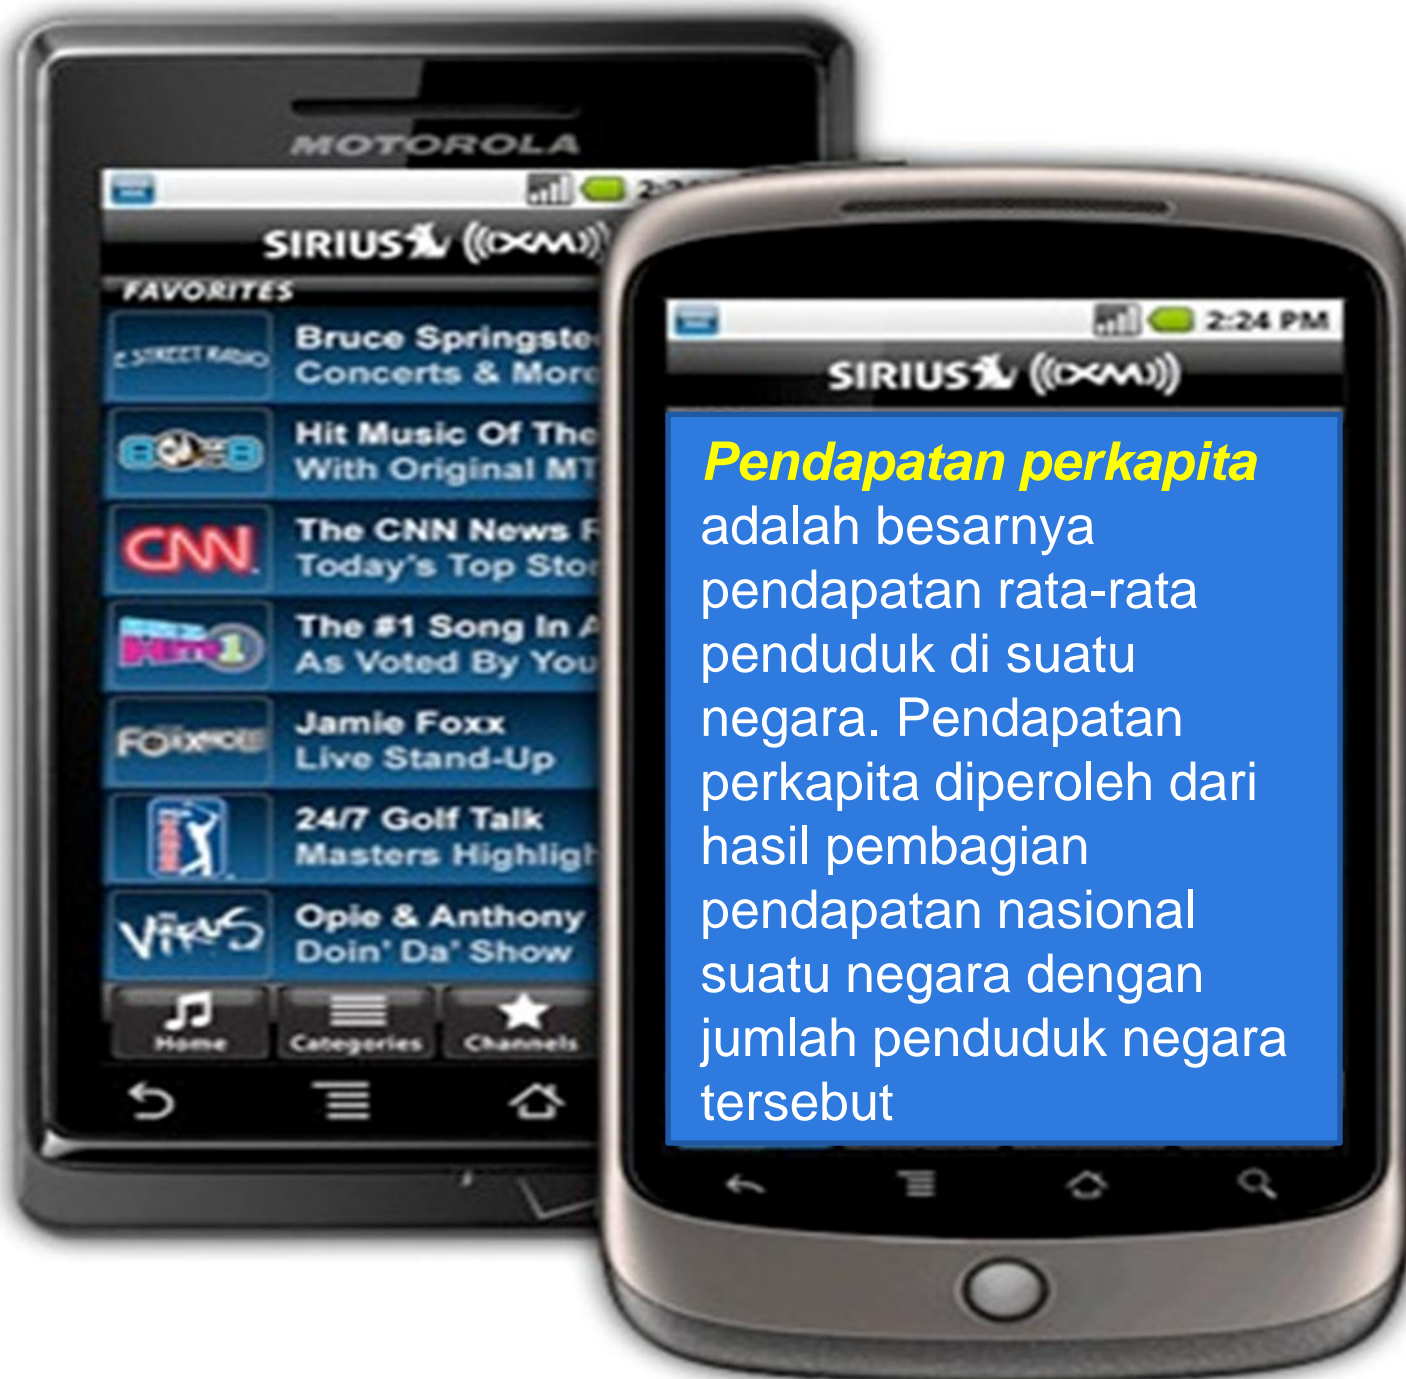 MOTOROLA
SIRIUS ((XM))
FAVORITES
E STREET RADIO
Bruce Springste
Concerts & More
Hit Music Of The
With Original MT
CNN
The CNN News
Today's Top Stor
The #1 Song In A
As Voted By You
Jamie Foxx
Live Stand-Up
24/7 Golf Talk
Masters Highligh
ViRUS
Opie & Anthony
Doin' Da' Show
Home
Categories
Channels
2:24 PM
SIRIUS ((XM))
Pendapatan perkapita
adalah besarnya
pendapatan rata-rata
penduduk di suatu
negara. Pendapatan
perkapita diperoleh dari
hasil pembagian
pendapatan nasional
suatu negara dengan
jumlah penduduk negara
tersebut